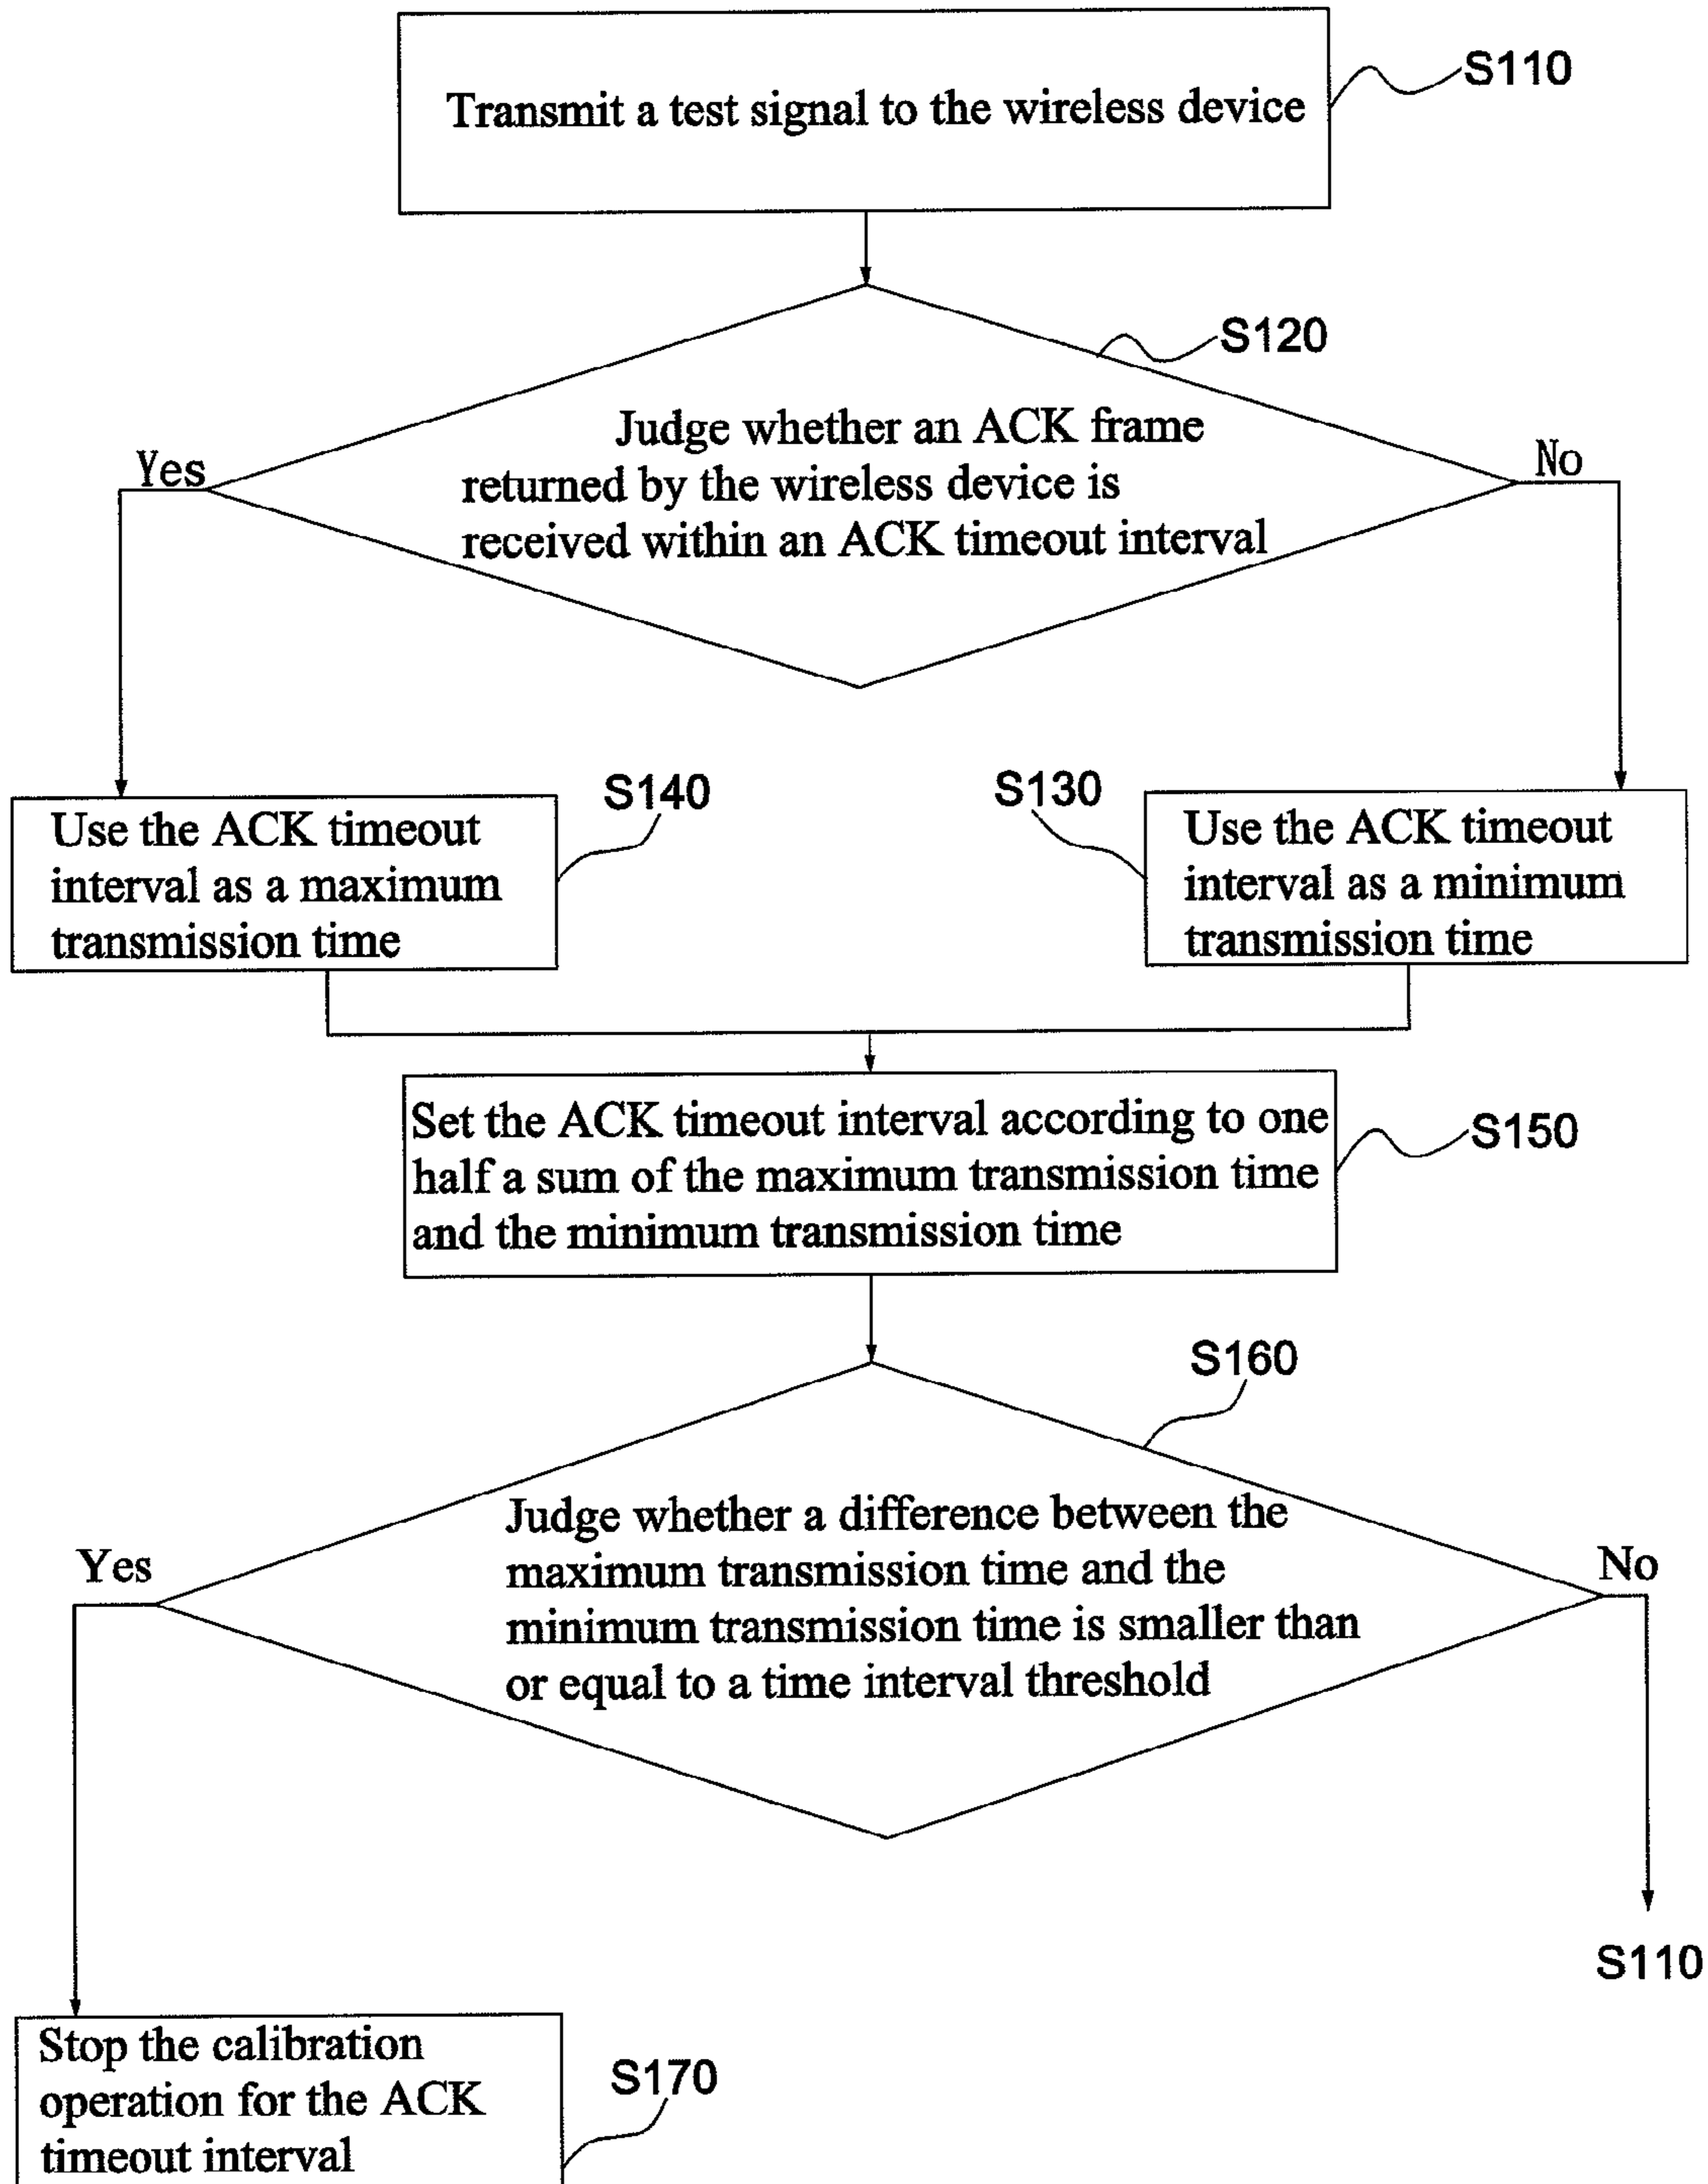 Transmit a test signal to the wireless device
S110
S120
Judge whether an ACK frame
returned by the wireless device is
received within an ACK timeout interval
Yes
No
S140
S130
Use the ACK timeout
interval as a maximum
transmission time
Use the ACK timeout
interval as a minimum
transmission time
Set the ACK timeout interval according to one
half a sum of the maximum transmission time
and the minimum transmission time
S150
S160
Judge whether a difference between the
maximum transmission time and the
minimum transmission time is smaller than
or equal to a time interval threshold
Yes
No
S110
Stop the calibration
operation for the ACK
timeout interval
S170